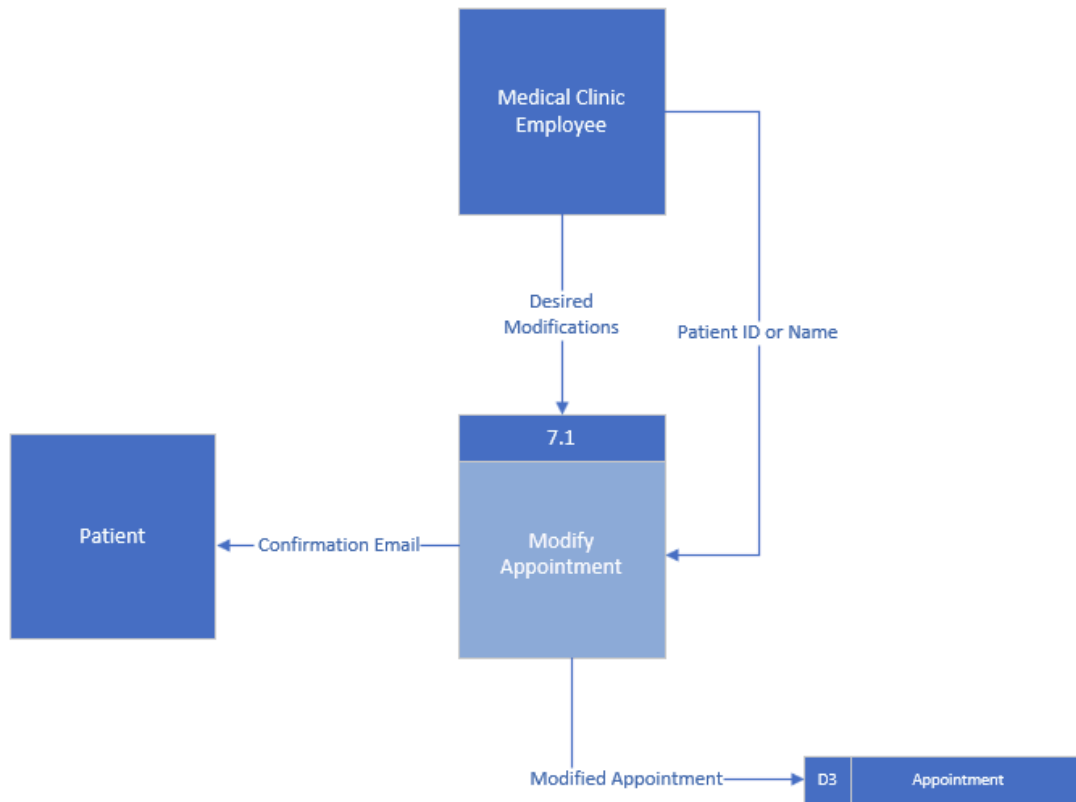 Medical Clinic
Employee
Desired
Modifications
Patient ID or Name
7.1
Patient
Confirmation Email
Modify
Appointment
Modified Appointment
D3
Appointment